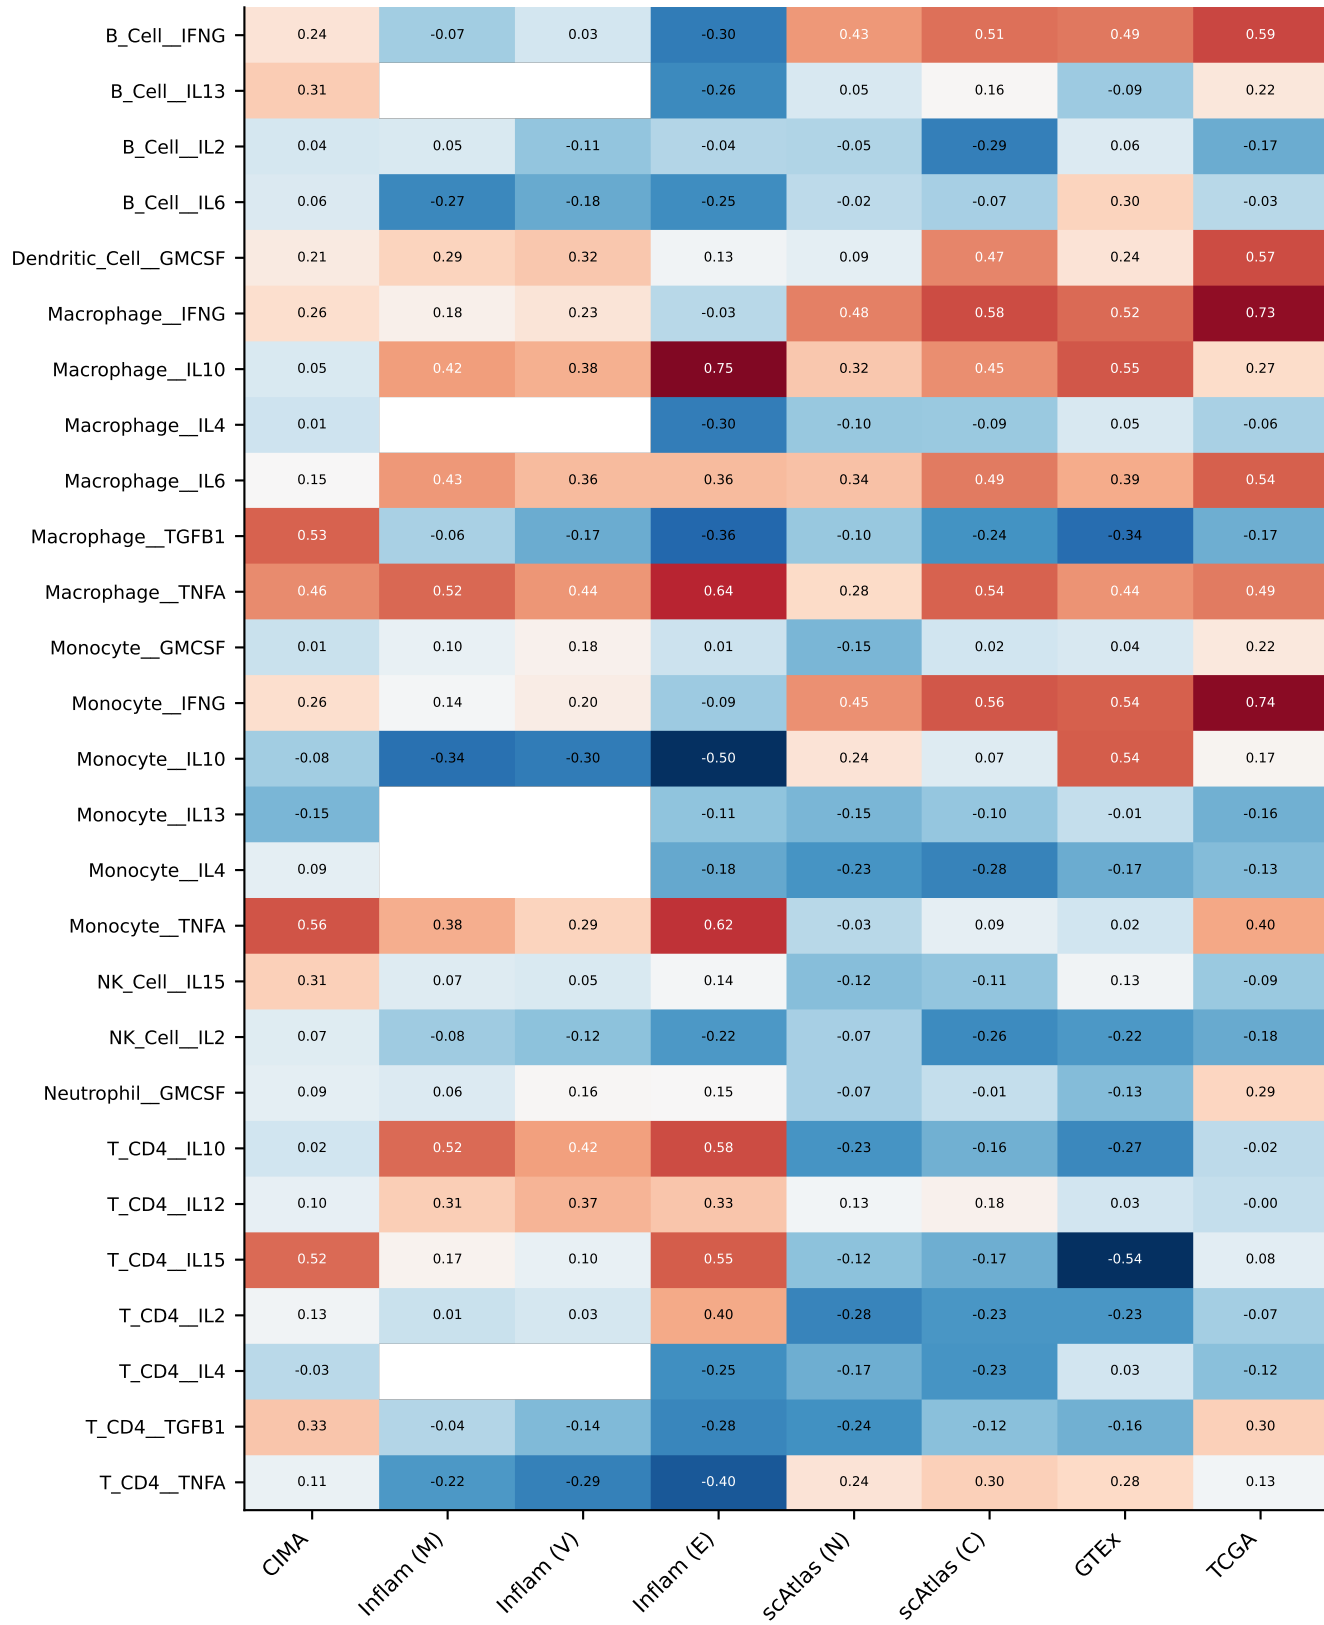 B_Cell__IFNG 0.24 -0.07 0.03 -0.30 0.43 0.51 0.49 0.59
B_Cell__IL13 0.31 -0.26 0.05 0.16 -0.09 0.22
B_Cell__IL2 0.04 0.05 -0.11 -0.04 -0.05 -0.29 0.06 -0.17
B_Cell__IL6 0.06 -0.27 -0.18 -0.25 -0.02 -0.07 0.30 -0.03
Dendritic_Cell__GMCSF 0.21 0.29 0.32 0.13 0.09 0.47 0.24 0.57
Macrophage__IFNG 0.26 0.18 0.23 -0.03 0.48 0.58 0.52 0.73
Macrophage__IL10 0.05 0.42 0.38 0.75 0.32 0.45 0.55 0.27
Macrophage__IL4 0.01 -0.30 -0.10 -0.09 0.05 -0.06
Macrophage__IL6 0.15 0.43 0.36 0.36 0.34 0.49 0.39 0.54
Macrophage__TGFB1 0.53 -0.06 -0.17 -0.36 -0.10 -0.24 -0.34 -0.17
Macrophage__TNFA 0.46 0.52 0.44 0.64 0.28 0.54 0.44 0.49
Monocyte__GMCSF 0.01 0.10 0.18 0.01 -0.15 0.02 0.04 0.22
Monocyte__IFNG 0.26 0.14 0.20 -0.09 0.45 0.56 0.54 0.74
Monocyte__IL10 -0.08 -0.34 -0.30 -0.50 0.24 0.07 0.54 0.17
Monocyte__IL13 -0.15 -0.11 -0.15 -0.10 -0.01 -0.16
Monocyte__IL4 0.09 -0.18 -0.23 -0.28 -0.17 -0.13
Monocyte__TNFA 0.56 0.38 0.29 0.62 -0.03 0.09 0.02 0.40
NK_Cell__IL15 0.31 0.07 0.05 0.14 -0.12 -0.11 0.13 -0.09
NK_Cell__IL2 0.07 -0.08 -0.12 -0.22 -0.07 -0.26 -0.22 -0.18
Neutrophil__GMCSF 0.09 0.06 0.16 0.15 -0.07 -0.01 -0.13 0.29
T_CD4__IL10 0.02 0.52 0.42 0.58 -0.23 -0.16 -0.27 -0.02
T_CD4__IL12 0.10 0.31 0.37 0.33 0.13 0.18 0.03 -0.00
T_CD4__IL15 0.52 0.17 0.10 0.55 -0.12 -0.17 -0.54 0.08
T_CD4__IL2 0.13 0.01 0.03 0.40 -0.28 -0.23 -0.23 -0.07
T_CD4__IL4 -0.03 -0.25 -0.17 -0.23 0.03 -0.12
T_CD4__TGFB1 0.33 -0.04 -0.14 -0.28 -0.24 -0.12 -0.16 0.30
T_CD4__TNFA 0.11 -0.22 -0.29 -0.40 0.24 0.30 0.28 0.13
CIMA Inflam (M) Inflam (V) Inflam (E) scAtlas (N) scAtlas (C) GTEx TCGA